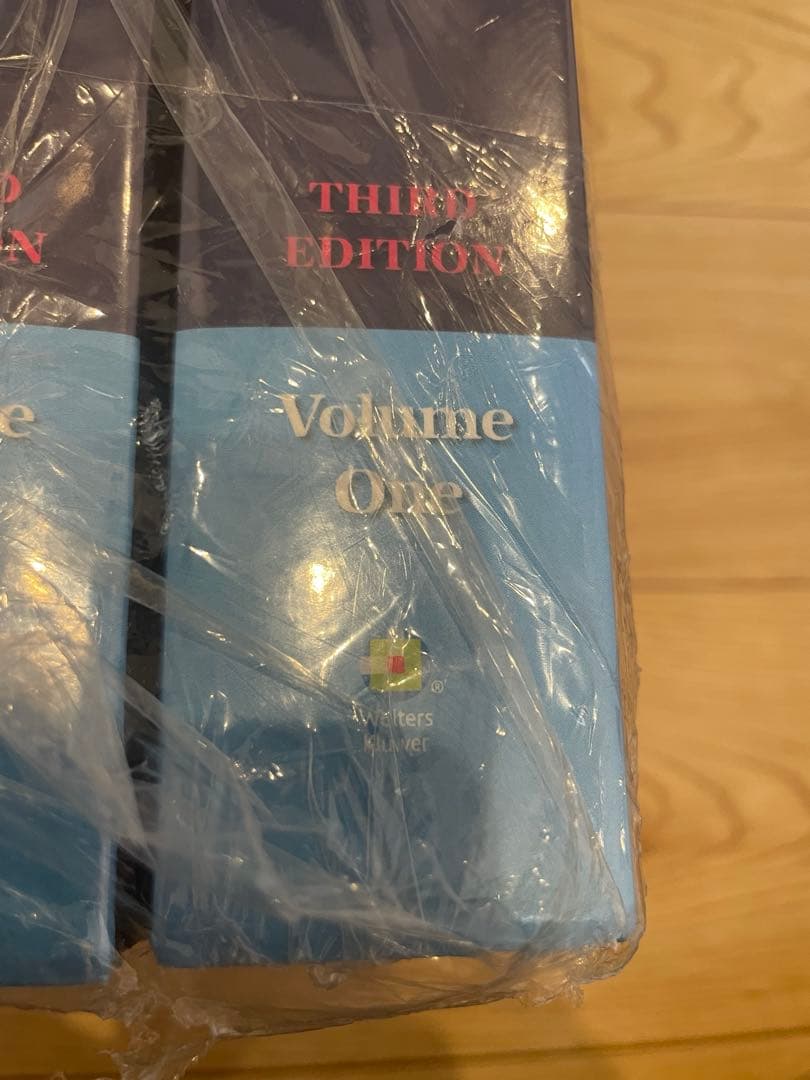 THIRD
EDITION
Volume
One
®
Wolters
Kluwer